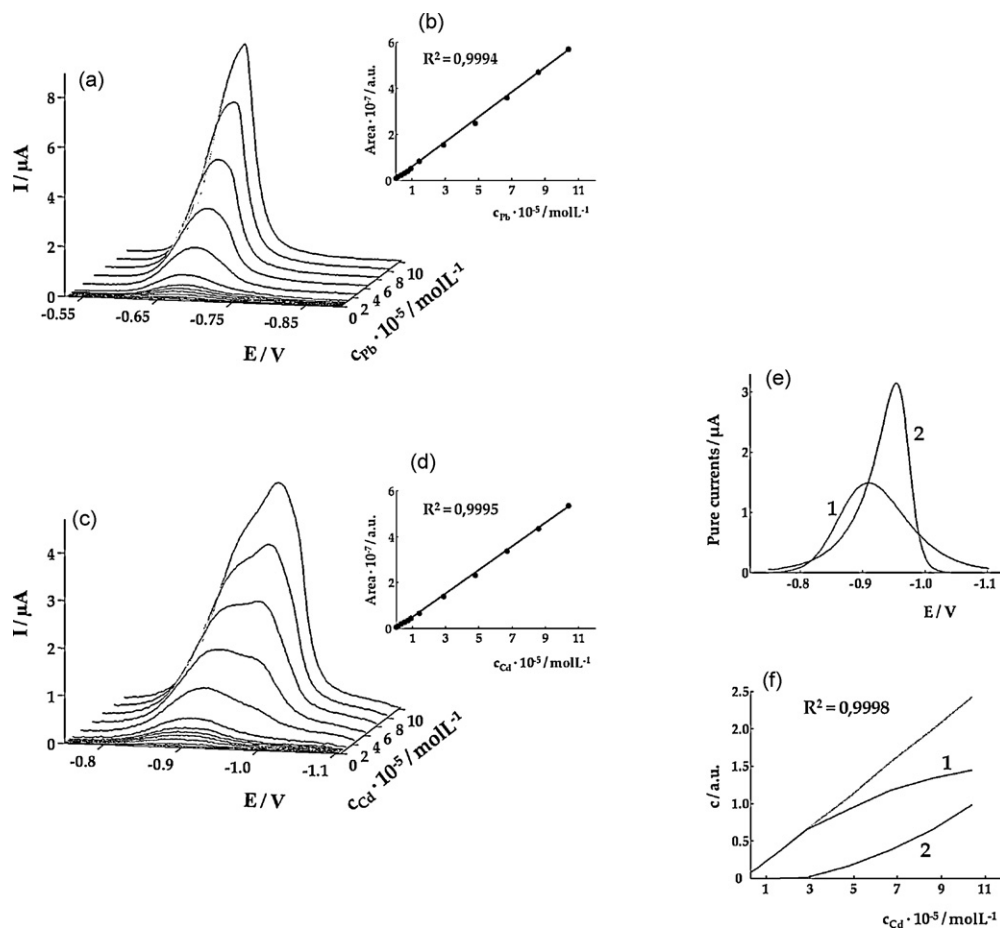 (a)
I / μA
8
6
4
2
0
-0.55
-0.65
-0.75
-0.85
E / V
0 2 4 6 8 10
cPb · 10-5 / molL-1
(b)
R2 = 0,9994
Area · 10-7 / a.u.
6
4
2
0
1 3 5 7 9 11
cPb · 10-5 / molL-1
(c)
I / μA
4
3
2
1
0
-0.8
-0.9
-1.0
-1.1
E / V
0 2 4 6 8 10
cCd · 10-5 / molL-1
(d)
R2 = 0,9995
Area · 10-7 / a.u.
6
4
2
0
1 3 5 7 9 11
cCd · 10-5 / molL-1
(e)
Pure currents / μA
3
2
1
0
1
2
-0.8 -0.9 -1.0 -1.1
E / V
(f)
R2 = 0,9998
c / a.u.
2.5
2.0
1.5
1.0
0.5
0
1
2
1 3 5 7 9 11
cCd · 10-5 / molL-1